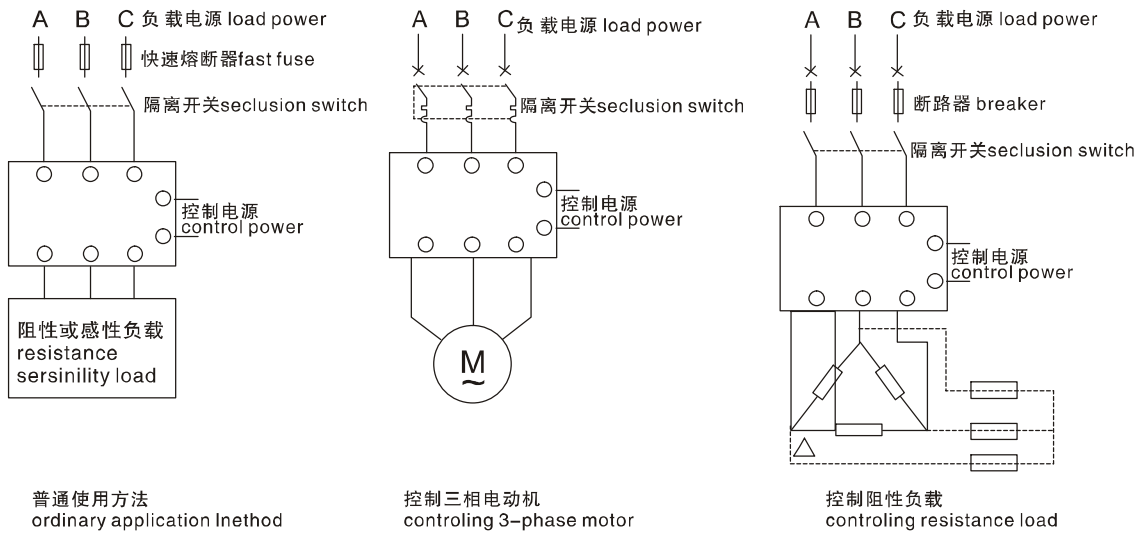 A B C 负 载电源 load power
快速熔断器fast fuse
隔离开关seclusion switch
控制电源
control power
阻性或感性负载
resistance
sersinility load
普通使用方法
ordinary application lnethod
A B C 负 载电源 load power
隔离开关seclusion switch
控制电源
control power
M
~
控制三相电动机
controling 3-phase motor
A B C 负 载电源 load power
断路器 breaker
隔离开关seclusion switch
控制电源
control power
控制阻性负载
controling resistance load